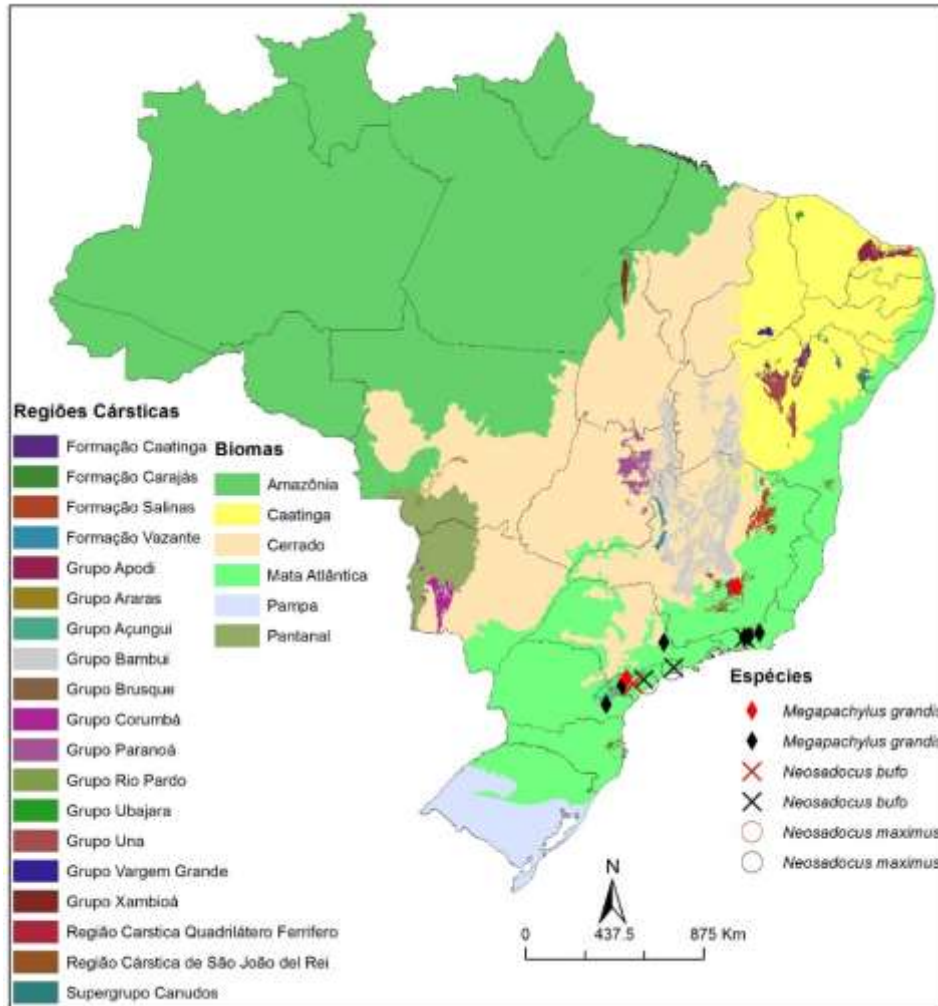 Regiões Cársticas
Formação Caatinga
Formação Carajás
Formação Salinas
Formação Vazante
Grupo Apodi
Grupo Araras
Grupo Açungui
Grupo Bambuí
Grupo Brusque
Grupo Corumbá
Grupo Paranoá
Grupo Rio Pardo
Grupo Ubajara
Grupo Una
Grupo Vargem Grande
Grupo Xambioá
Região Carstica Quadrilátero Ferrifero
Região Cárstica de São João del Rei
Supergrupo Canudos
Biomas
Amazônia
Caatinga
Cerrado
Mata Atlântica
Pampa
Pantanal
Espécies
Megapachylus grandis
Megapachylus grandis
Neosadocus bufo
Neosadocus bufo
Neosadocus maximus
Neosadocus maximus
N
0 437.5 875 Km